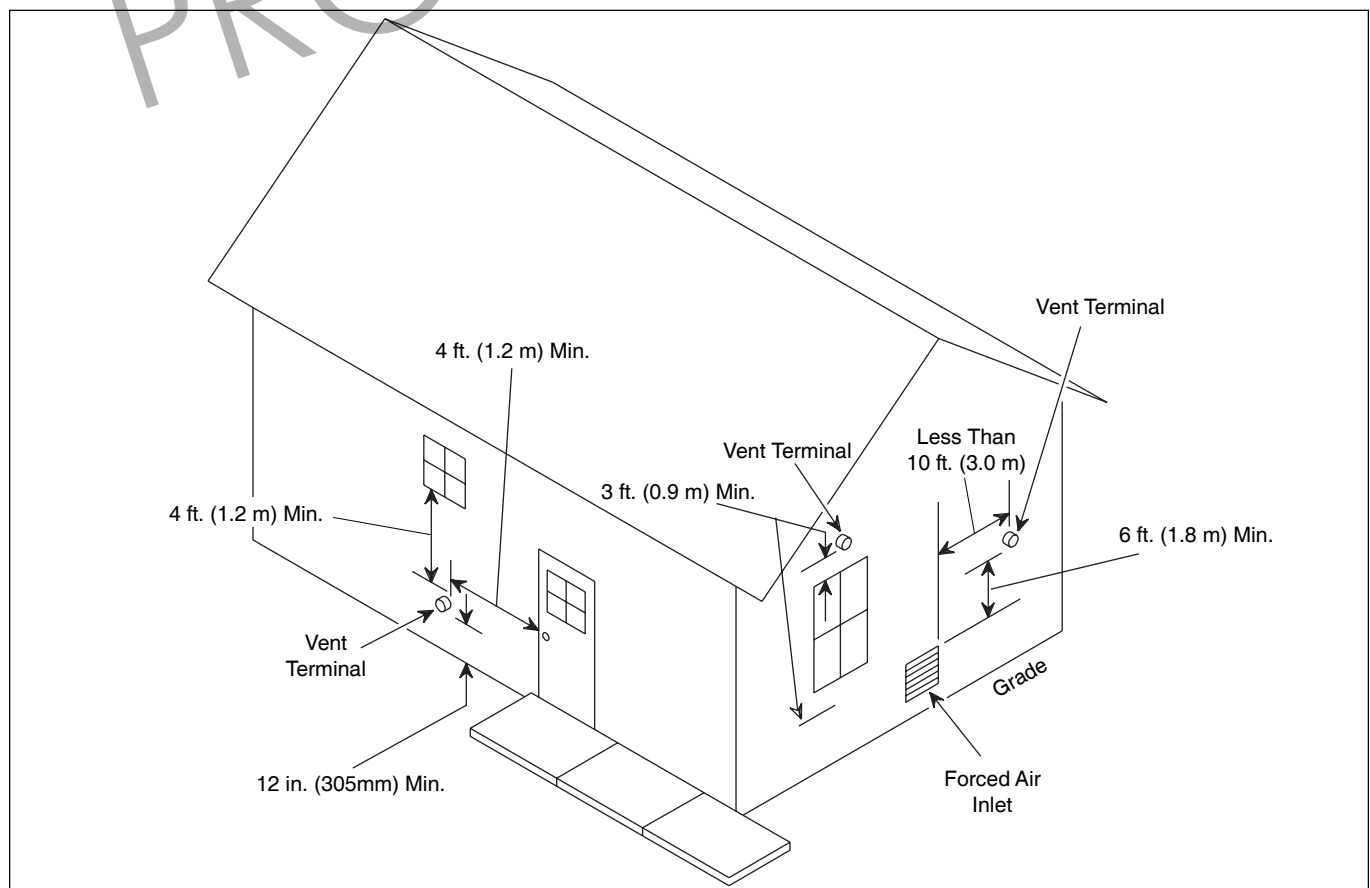 PRO
Vent Terminal
4 ft. (1.2 m) Min.
Vent Terminal
Less Than
10 ft. (3.0 m)
3 ft. (0.9 m) Min.
4 ft. (1.2 m) Min.
6 ft. (1.8 m) Min.
Vent
Terminal
Grade
12 in. (305mm) Min.
Forced Air
Inlet